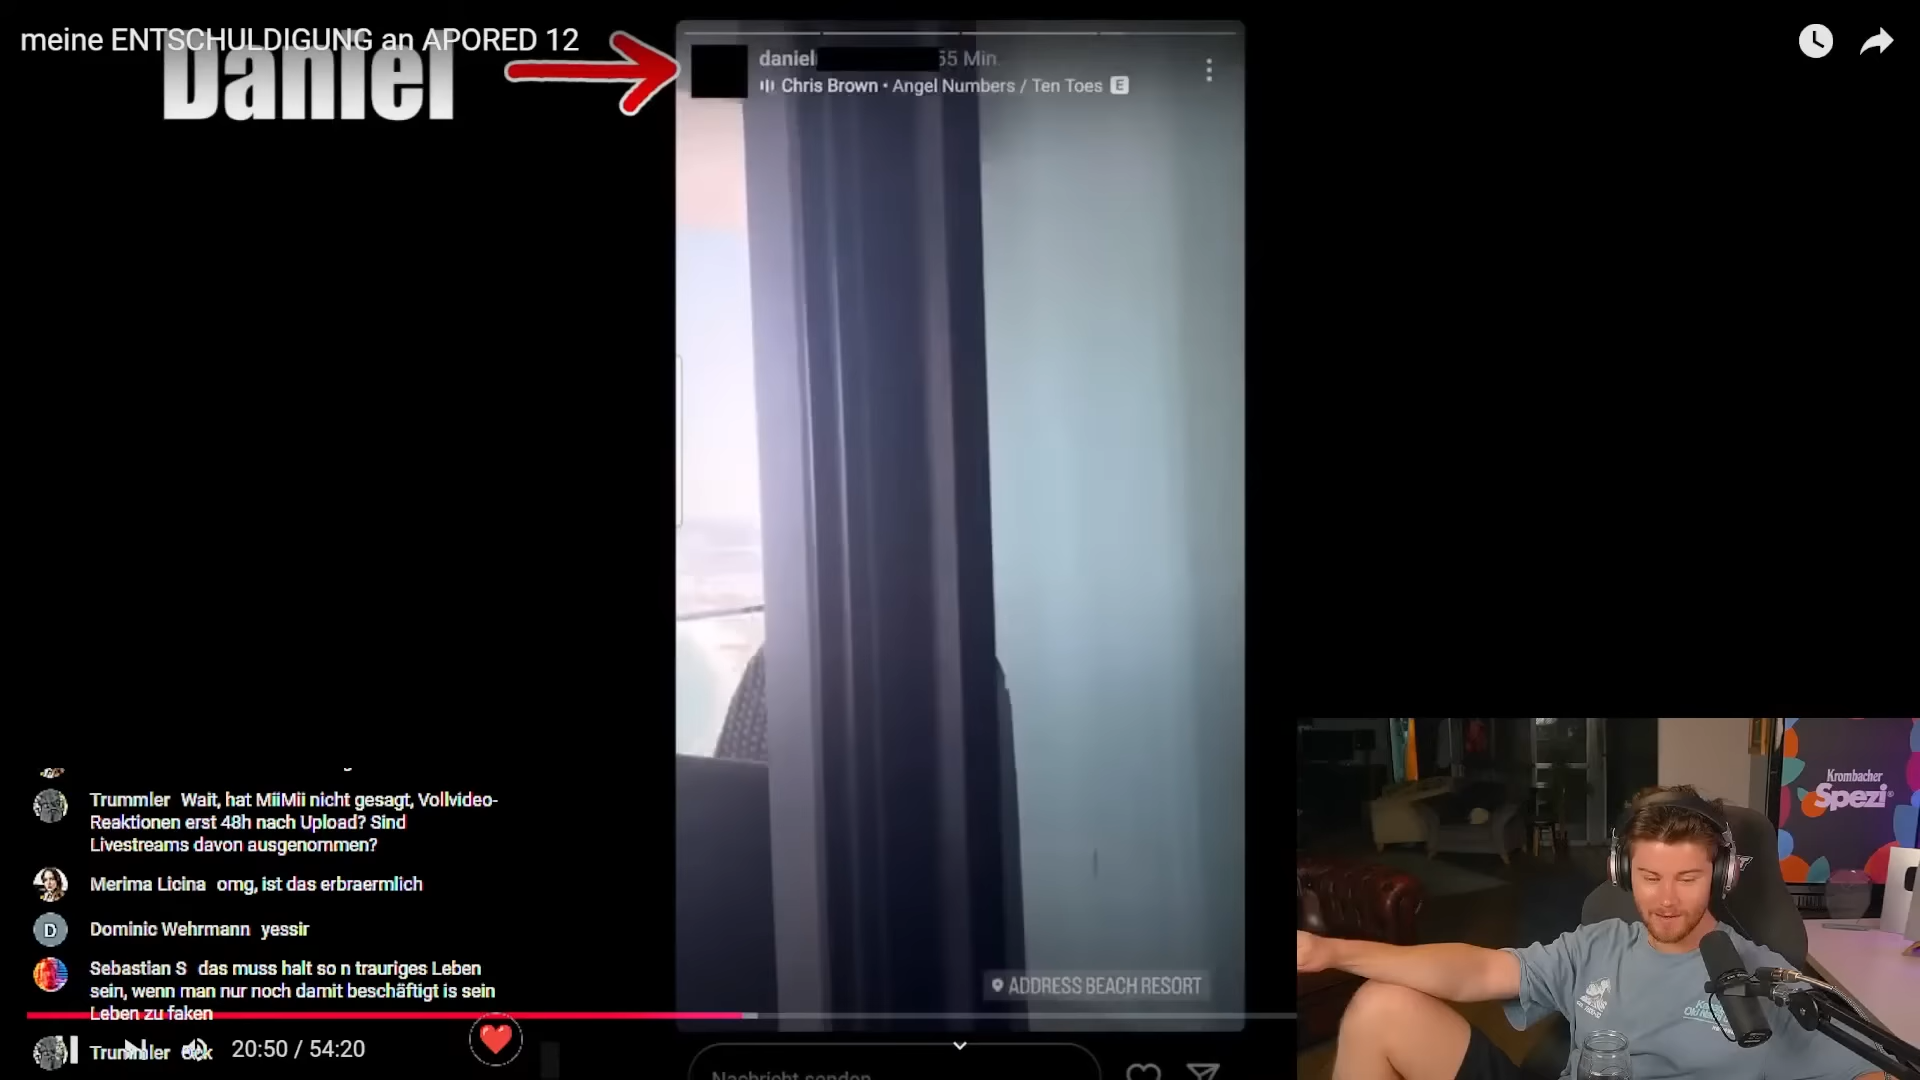 meine ENTSCHULDIGUNG an APORED 12
Daniel
daniel
55 Min.
Chris Brown • Angel Numbers / Ten Toes E
ADDRESS BEACH RESORT
Trummler Wait, hat MiiMii nicht gesagt, Vollvideo-
Reaktionen erst 48h nach Upload? Sind
Livestreams davon ausgenommen?
Merima Licina omg, ist das erbraermlich
D Dominic Wehrmann yessir
Sebastian S das muss halt so n trauriges Leben
sein, wenn man nur noch damit beschäftigt is sein
Leben zu faken
Trummler
20:50 / 54:20
Nachricht senden
Krombacher
Spezi